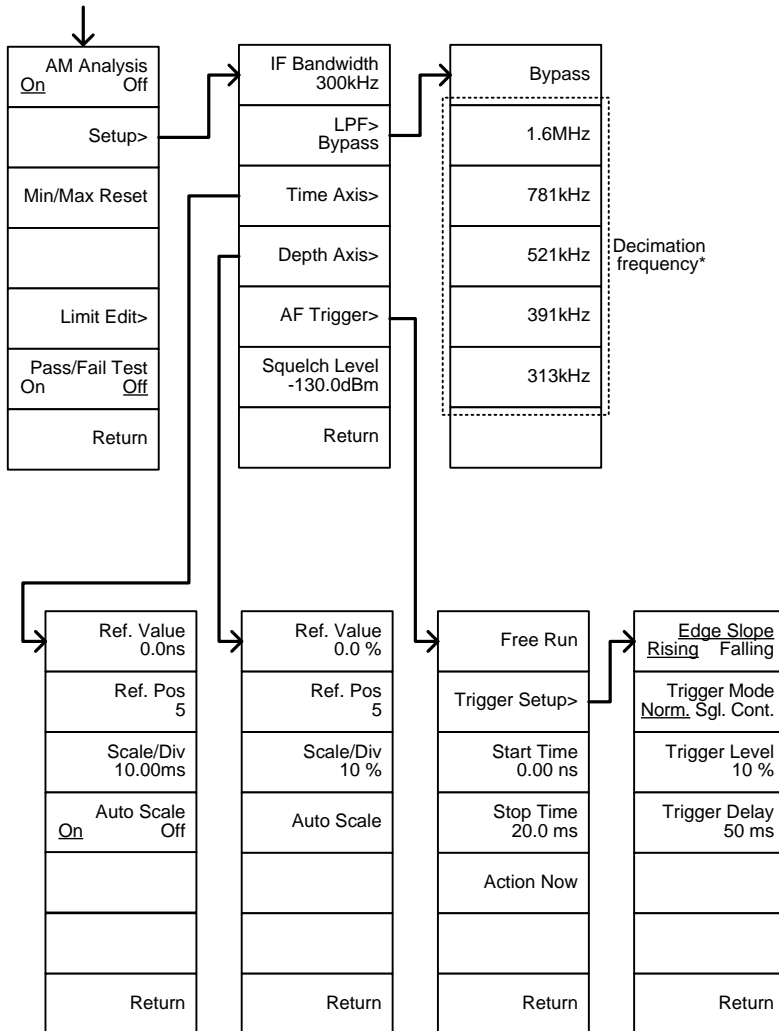 AM Analysis
On Off
Setup>
Min/Max Reset
Limit Edit>
Pass/Fail Test
On Off
Return
IF Bandwidth
300kHz
LPF>
Bypass
Time Axis>
Depth Axis>
AF Trigger>
Squelch Level
-130.0dBm
Return
Bypass
1.6MHz
781kHz
521kHz
391kHz
313kHz
Decimation
frequency*
Ref. Value
0.0ns
Ref. Pos
5
Scale/Div
10.00ms
Auto Scale
On Off
Return
Ref. Value
0.0 %
Ref. Pos
5
Scale/Div
10 %
Auto Scale
Return
Free Run
Trigger Setup>
Start Time
0.00 ns
Stop Time
20.0 ms
Action Now
Return
Edge Slope
Rising Falling
Trigger Mode
Norm. Sgl. Cont.
Trigger Level
10 %
Trigger Delay
50 ms
Return